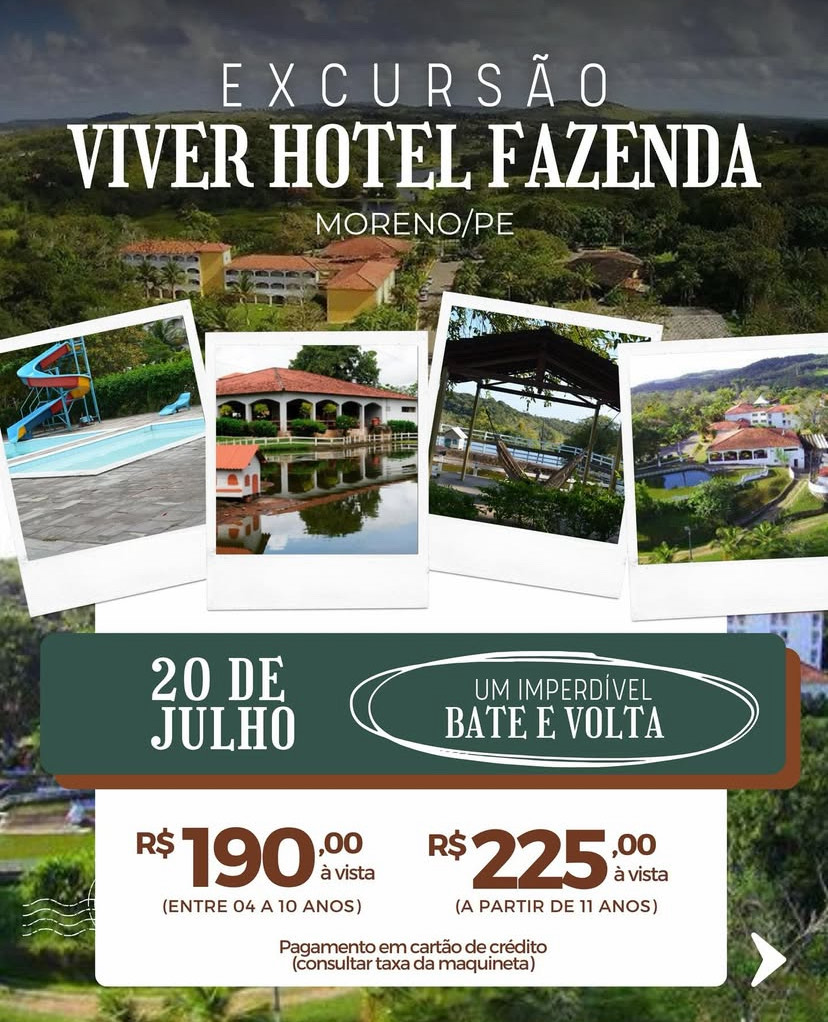 EXCURSÃO
VIVER HOTEL FAZENDA
MORENO/PE
20 DE
JULHO
UM IMPERDÍVEL
BATE E VOLTA
R$ 190,00
à vista
(ENTRE 04 A 10 ANOS)
R$ 225,00
à vista
(A PARTIR DE 11 ANOS)
Pagamento em cartão de crédito
(consultar taxa da maquineta)